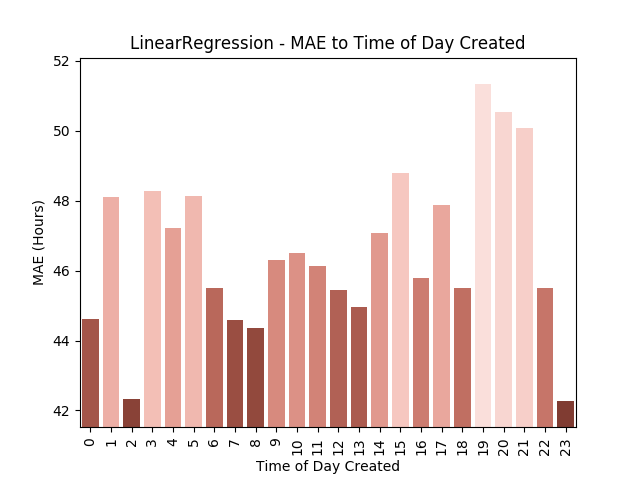 LinearRegression - MAE to Time of Day Created
52
50
48
46
44
42
MAE (Hours)
0 1 2 3 4 5 6 7 8 9 10 11 12 13 14 15 16 17 18 19 20 21 22 23
Time of Day Created